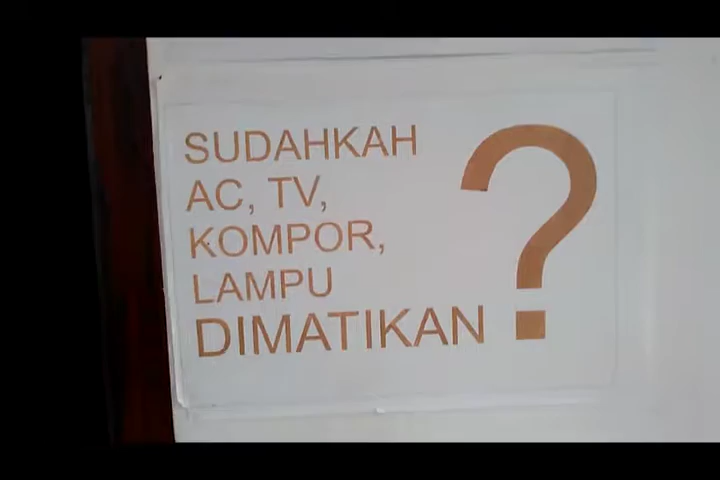 SUDAHKAH
AC, TV,
KOMPOR,
LAMPU
DIMATIKAN
?